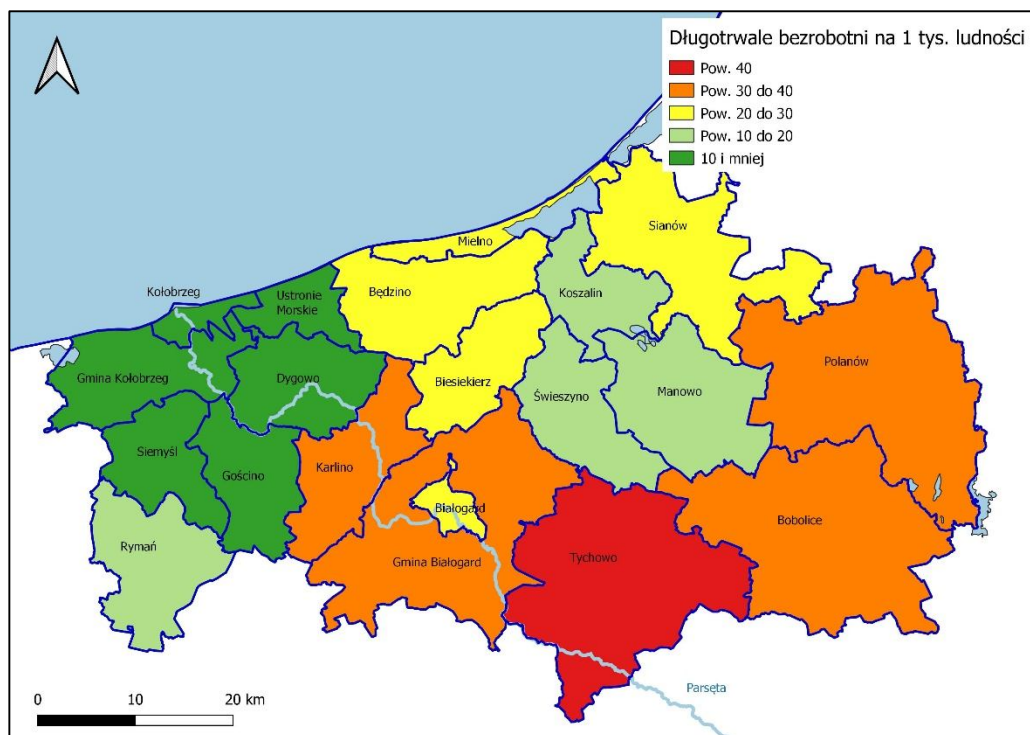 Długotrwale bezrobotni na 1 tys. ludności
Pow. 40
Pow. 30 do 40
Pow. 20 do 30
Pow. 10 do 20
10 i mniej
Sianów
Mielno
Kołobrzeg
Ustronie
Morskie
Będzino
Koszalin
Polanów
Gmina Kołobrzeg
Dygowo
Biesiekierz
Świeszyno
Manowo
Siemyśl
Gościno
Karlino
Białogard
Bobolice
Rymań
Gmina Białogard
Tychowo
Parsęta
0 10 20 km